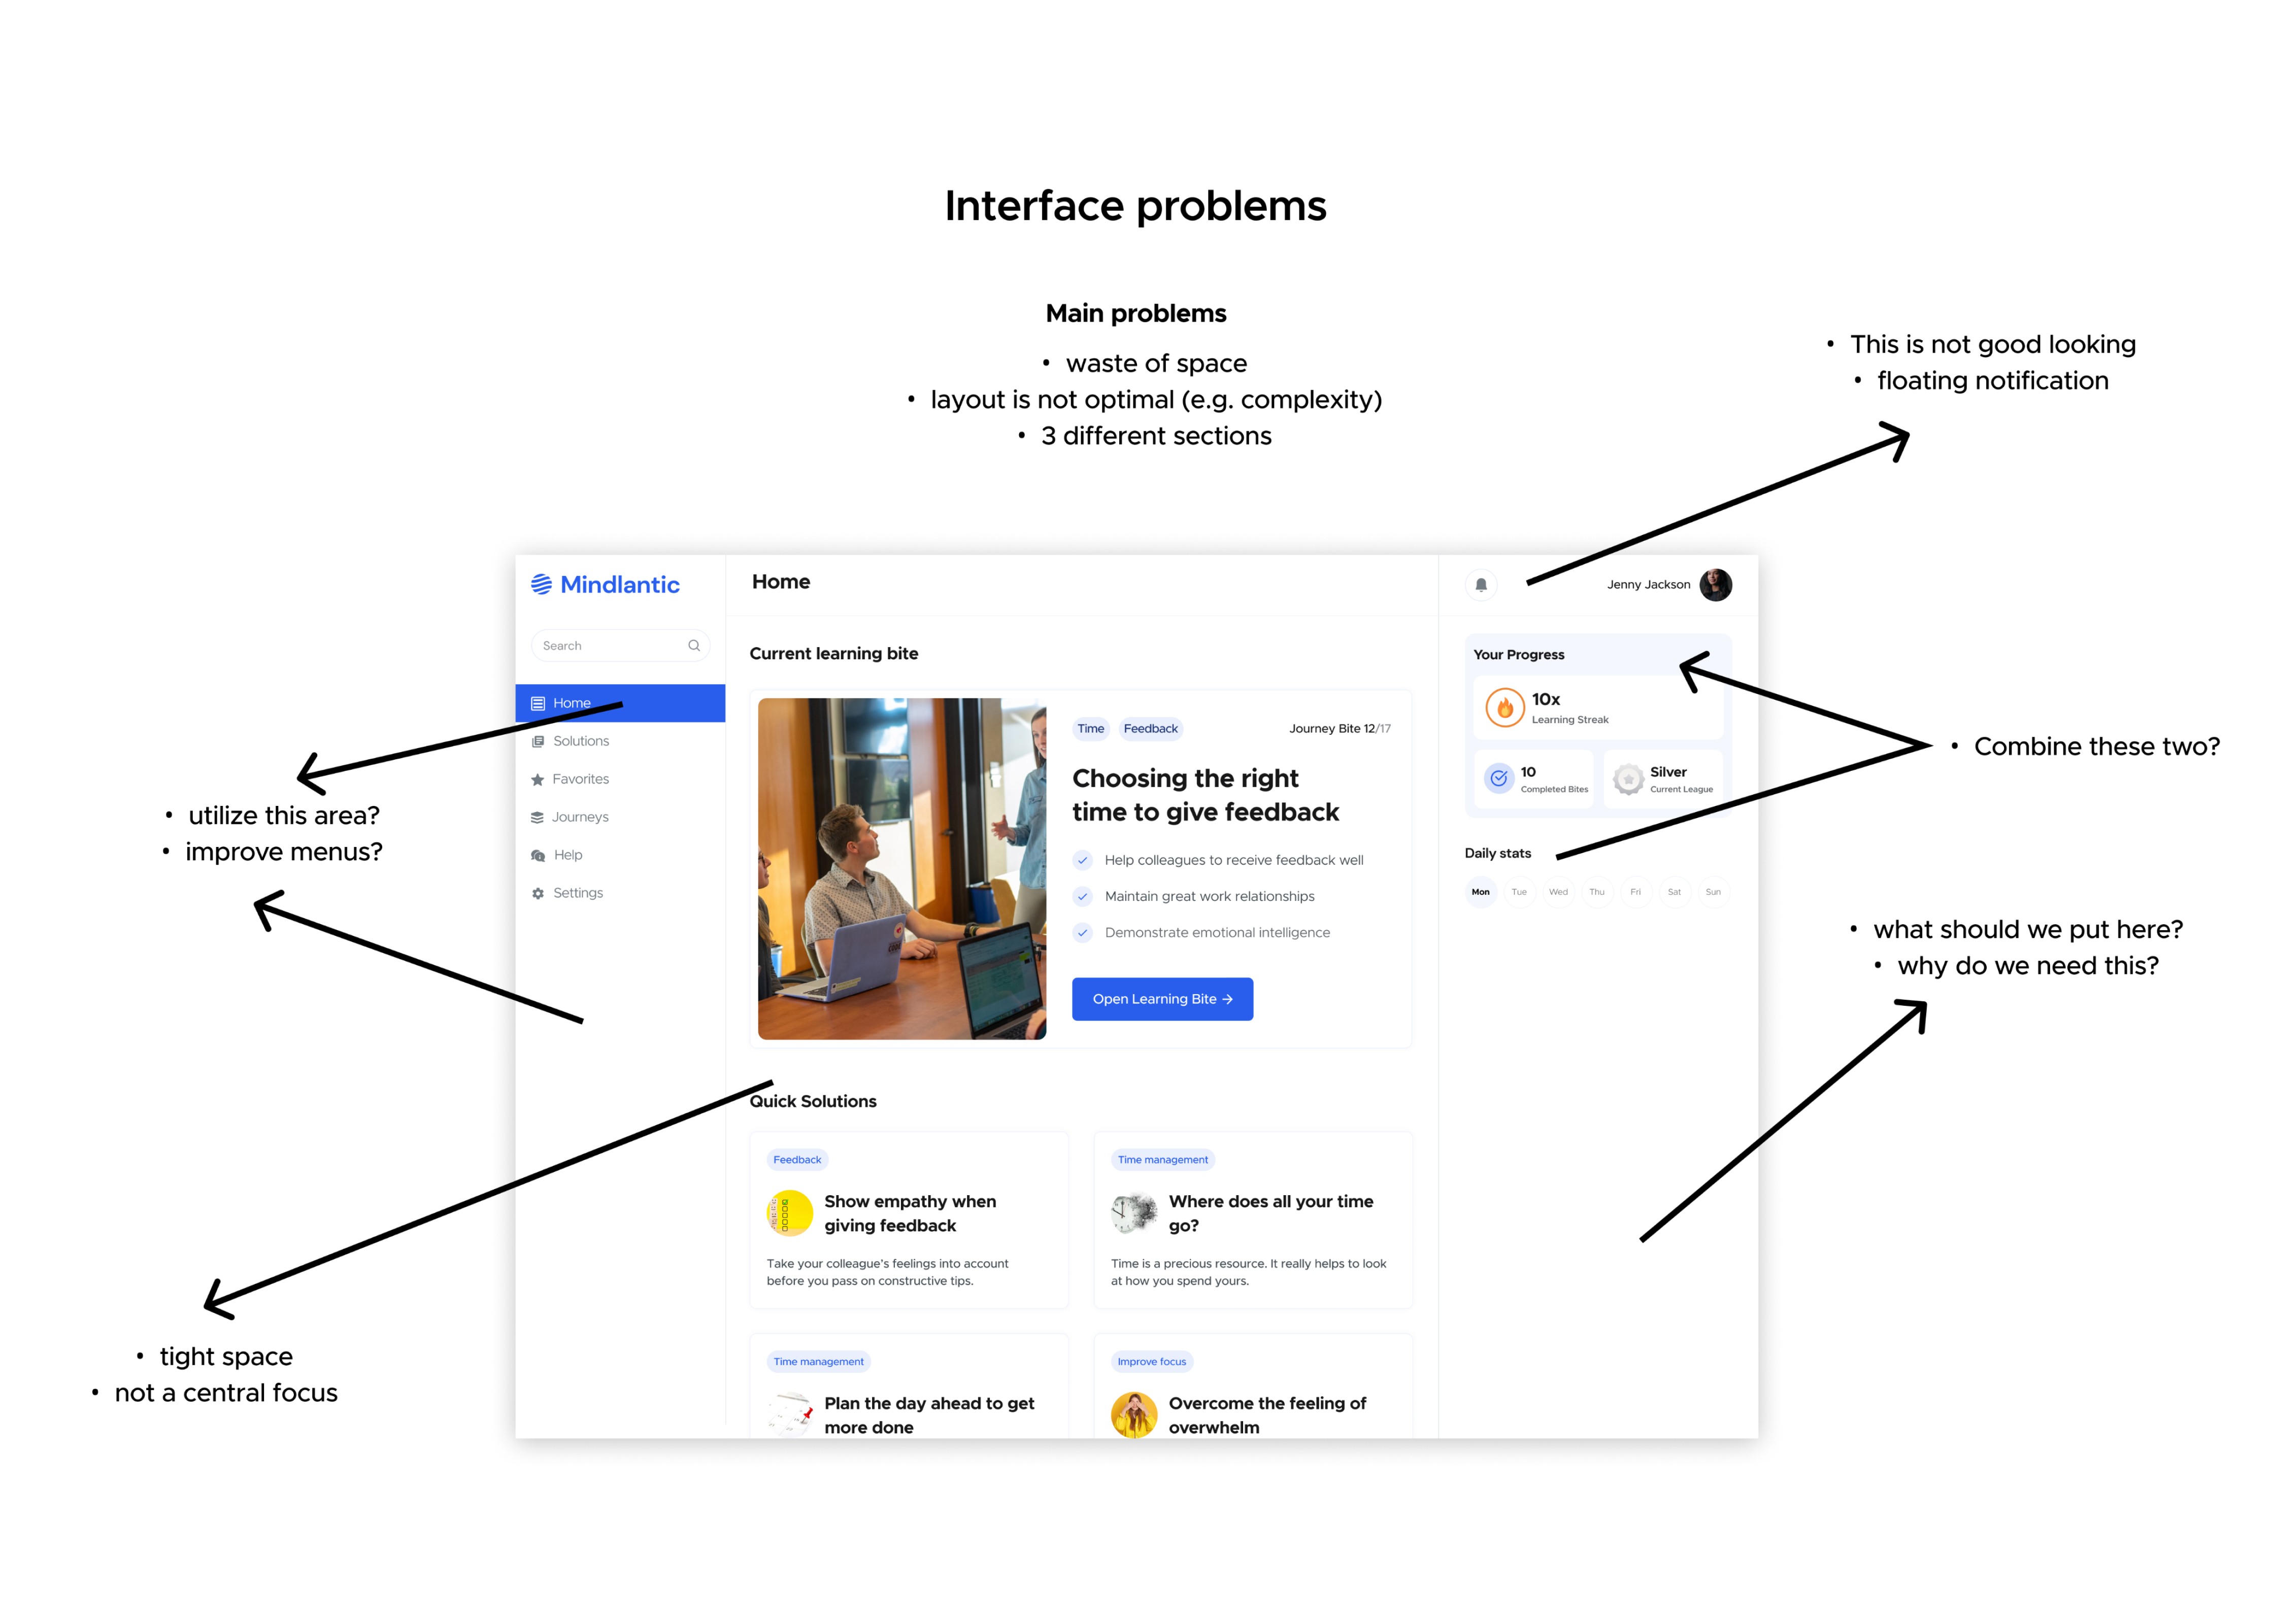 Interface problems
Main problems
• waste of space
• layout is not optimal (e.g. complexity)
• 3 different sections
• This is not good looking
• floating notification
• utilize this area?
• improve menus?
• tight space
• not a central focus
Mindlantic
Search
Home
Solutions
Favorites
Journeys
Help
Settings
Home
Current learning bite
Time Feedback
Journey Bite 12/17
Choosing the right
time to give feedback
Help colleagues to receive feedback well
Maintain great work relationships
Demonstrate emotional intelligence
Open Learning Bite →
Quick Solutions
Feedback
Show empathy when
giving feedback
Take your colleague's feelings into account
before you pass on constructive tips.
Time management
Where does all your time
go?
Time is a precious resource. It really helps to look
at how you spend yours.
Time management
Plan the day ahead to get
more done
Improve focus
Overcome the feeling of
overwhelm
Jenny Jackson
Your Progress
10x
Learning Streak
10
Completed Bites
Silver
Current League
Daily stats
Mon Tue Wed Thu Fri Sat Sun
• Combine these two?
• what should we put here?
• why do we need this?